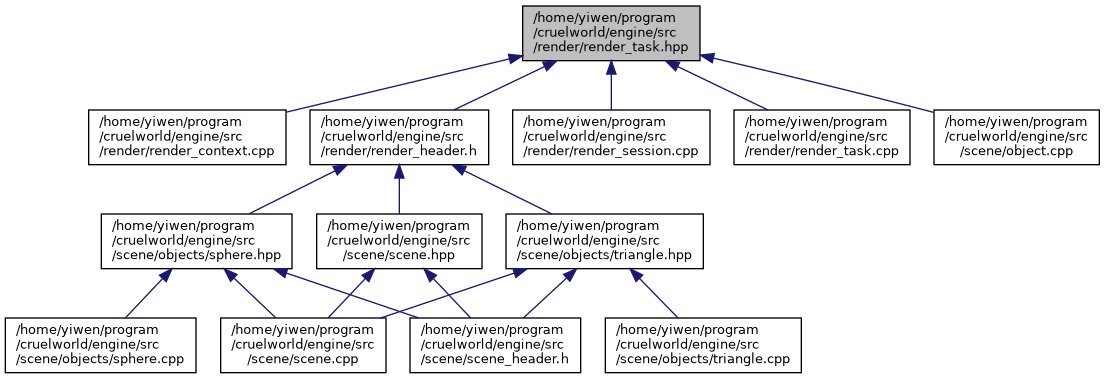 /home/yiwen/program
/cruelworld/engine/src
/render/render_task.hpp
/home/yiwen/program
/cruelworld/engine/src
/render/render_context.cpp
/home/yiwen/program
/cruelworld/engine/src
/render/render_header.h
/home/yiwen/program
/cruelworld/engine/src
/render/render_session.cpp
/home/yiwen/program
/cruelworld/engine/src
/render/render_task.cpp
/home/yiwen/program
/cruelworld/engine/src
/scene/object.cpp
/home/yiwen/program
/cruelworld/engine/src
/scene/objects/sphere.hpp
/home/yiwen/program
/cruelworld/engine/src
/scene/scene.hpp
/home/yiwen/program
/cruelworld/engine/src
/scene/objects/triangle.hpp
/home/yiwen/program
/cruelworld/engine/src
/scene/objects/sphere.cpp
/home/yiwen/program
/cruelworld/engine/src
/scene/scene.cpp
/home/yiwen/program
/cruelworld/engine/src
/scene/scene_header.h
/home/yiwen/program
/cruelworld/engine/src
/scene/objects/triangle.cpp